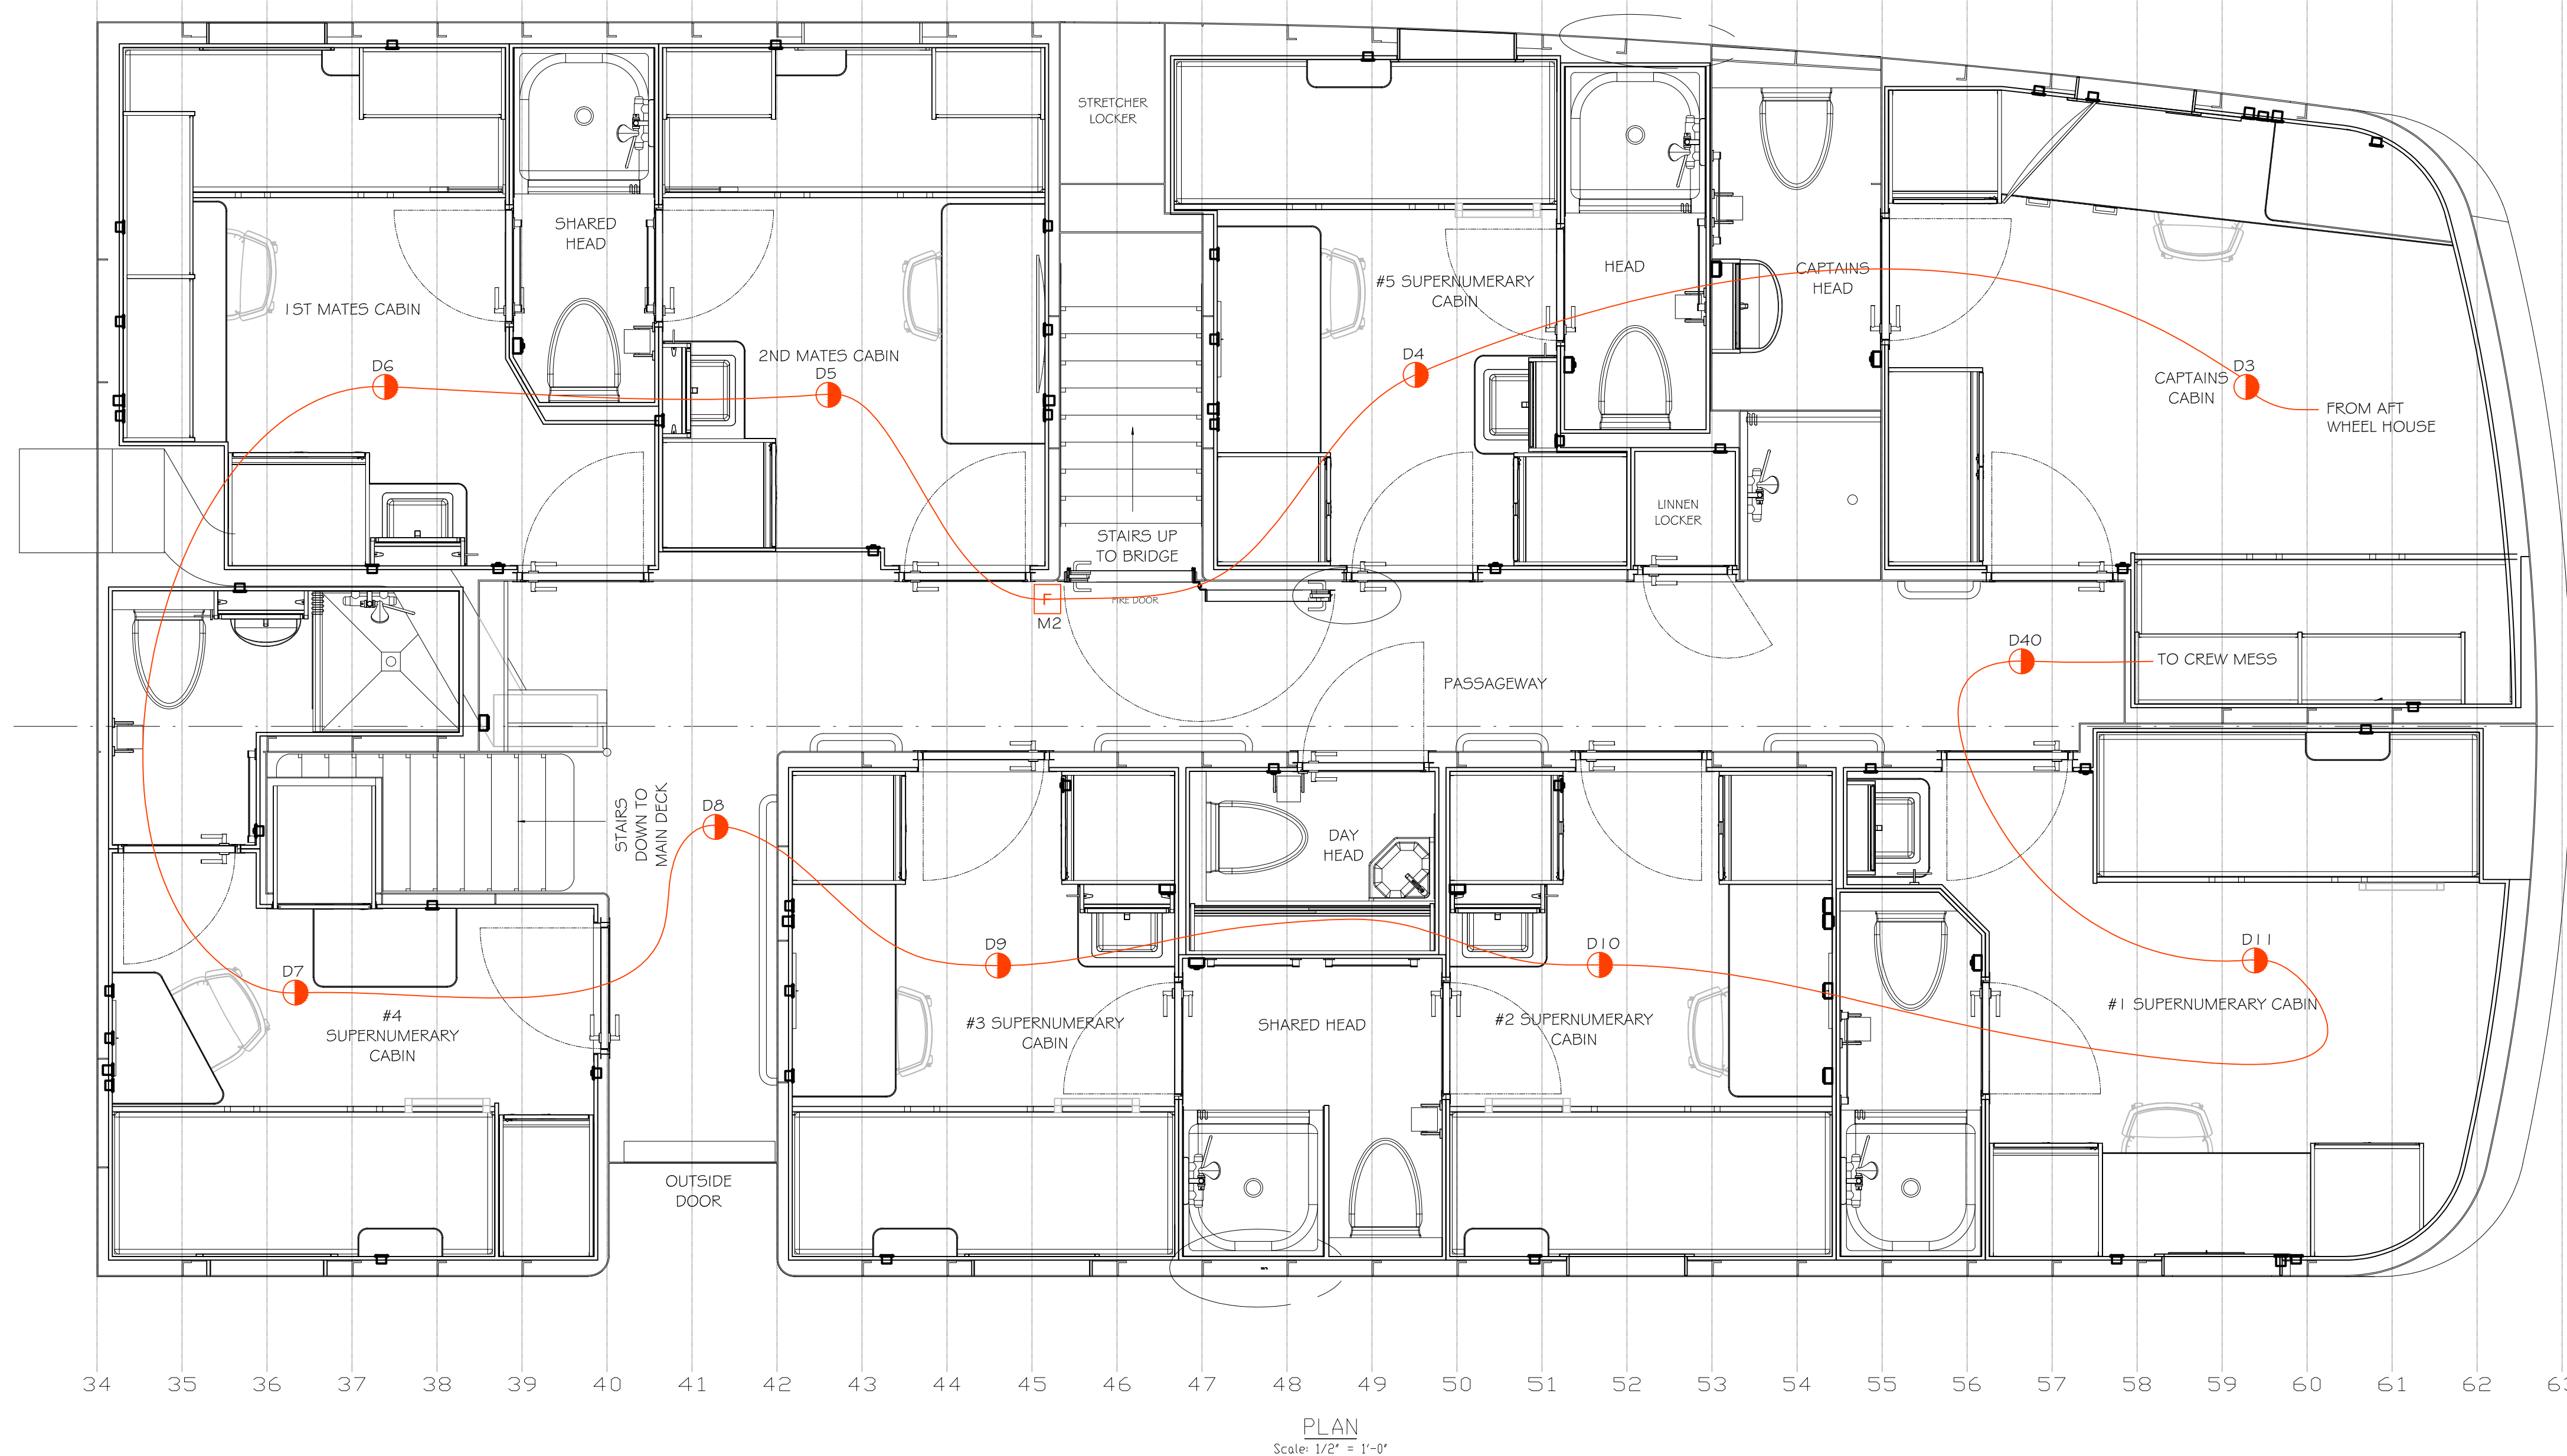 STRETCHER
LOCKER
SHARED
HEAD
1ST MATES CABIN
D6
2ND MATES CABIN
D5
#5 SUPERNUMERARY
CABIN
D4
HEAD
CAPTAINS
HEAD
D3
CAPTAINS
CABIN
FROM AFT
WHEEL HOUSE
LINNEN
LOCKER
STAIRS UP
TO BRIDGE
F
M2
FIRE DOOR
D40
TO CREW MESS
PASSAGEWAY
STAIRS
DOWN TO
MAIN DECK
D8
DAY
HEAD
D7
#4
SUPERNUMERARY
CABIN
D9
#3 SUPERNUMERARY
CABIN
SHARED HEAD
D10
#2 SUPERNUMERARY
CABIN
D11
#1 SUPERNUMERARY CABIN
OUTSIDE
DOOR
34 35 36 37 38 39 40 41 42 43 44 45 46 47 48 49 50 51 52 53 54 55 56 57 58 59 60 61 62 63
PLAN
Scale: 1/2" = 1'-0"